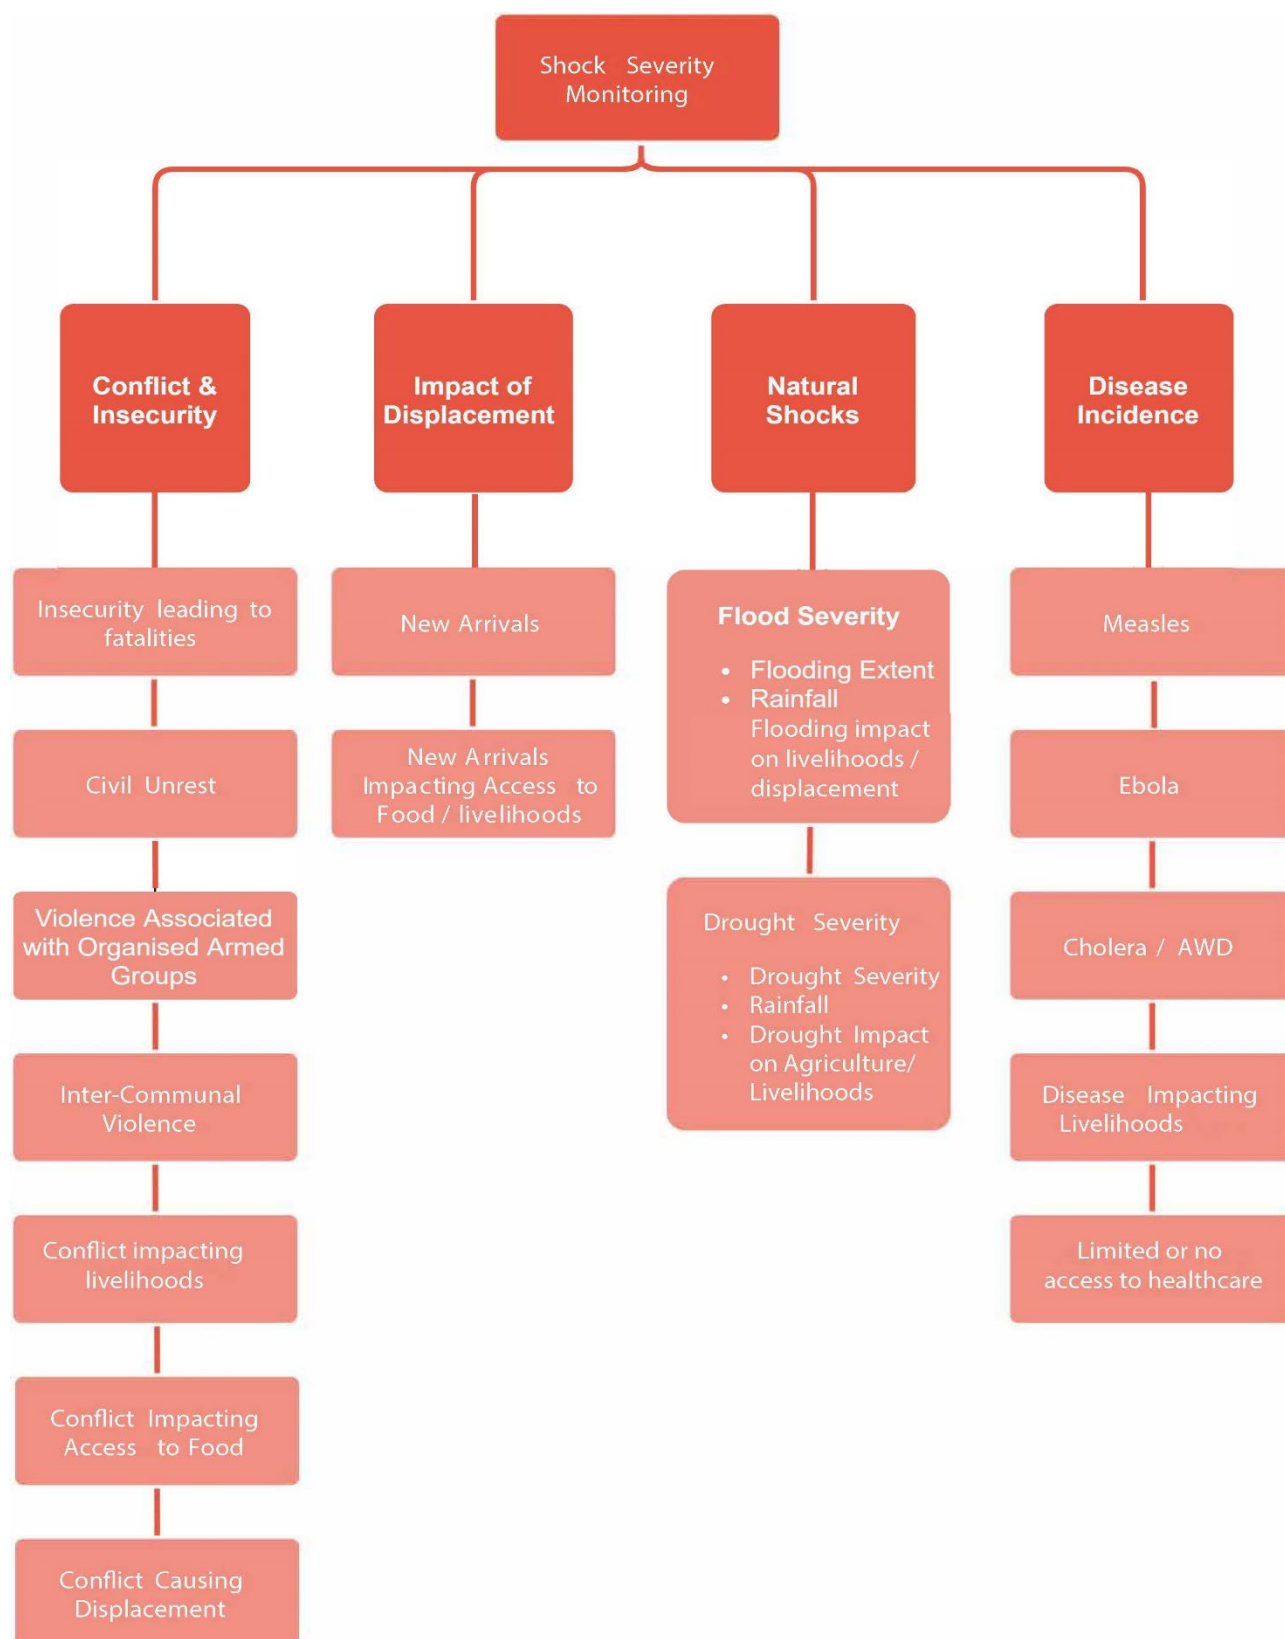 Shock Severity
Monitoring
Conflict &
Insecurity
Impact of
Displacement
Natural
Shocks
Disease
Incidence
Insecurity leading to
fatalities
Civil Unrest
Violence Associated
with Organised Armed
Groups
Inter-Communal
Violence
Conflict impacting
livelihoods
Conflict Impacting
Access to Food
Conflict Causing
Displacement
New Arrivals
New Arrivals
Impacting Access to
Food / livelihoods
Flood Severity
• Flooding Extent
• Rainfall
Flooding impact
on livelihoods /
displacement
Drought Severity
• Drought Severity
• Rainfall
• Drought Impact
on Agriculture/
Livelihoods
Measles
Ebola
Cholera / AWD
Disease Impacting
Livelihoods
Limited or no
access to healthcare